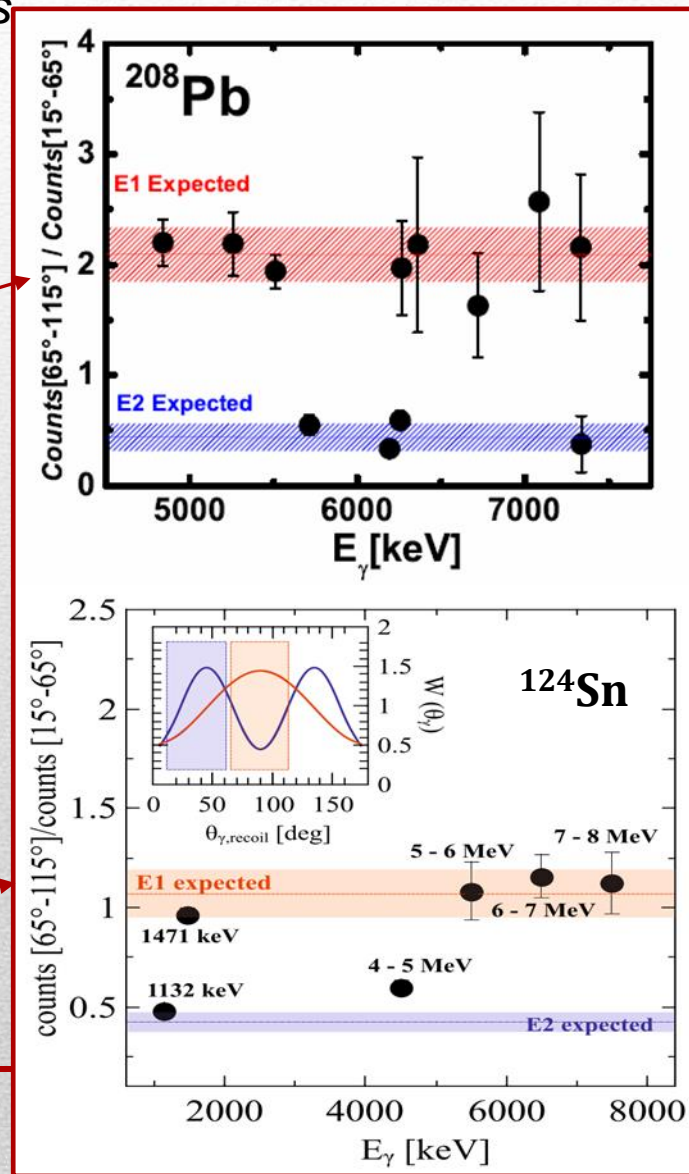 s
4
3
2
1
0
²⁰⁸Pb
E1 Expected
E2 Expected
Counts[65°-115°] / Counts[15°-65°]
5000 6000 7000
Eγ[keV]
2.5
2
1.5
1
0.5
counts [65°-115°]/counts [15°-65°]
2
1.5
1
0.5
0
W (θγ)
0 50 100 150
θγ,recoil [deg]
¹²⁴Sn
5 - 6 MeV
7 - 8 MeV
E1 expected
6 - 7 MeV
1471 keV
4 - 5 MeV
1132 keV
E2 expected
2000 4000 6000 8000
Eγ [keV]